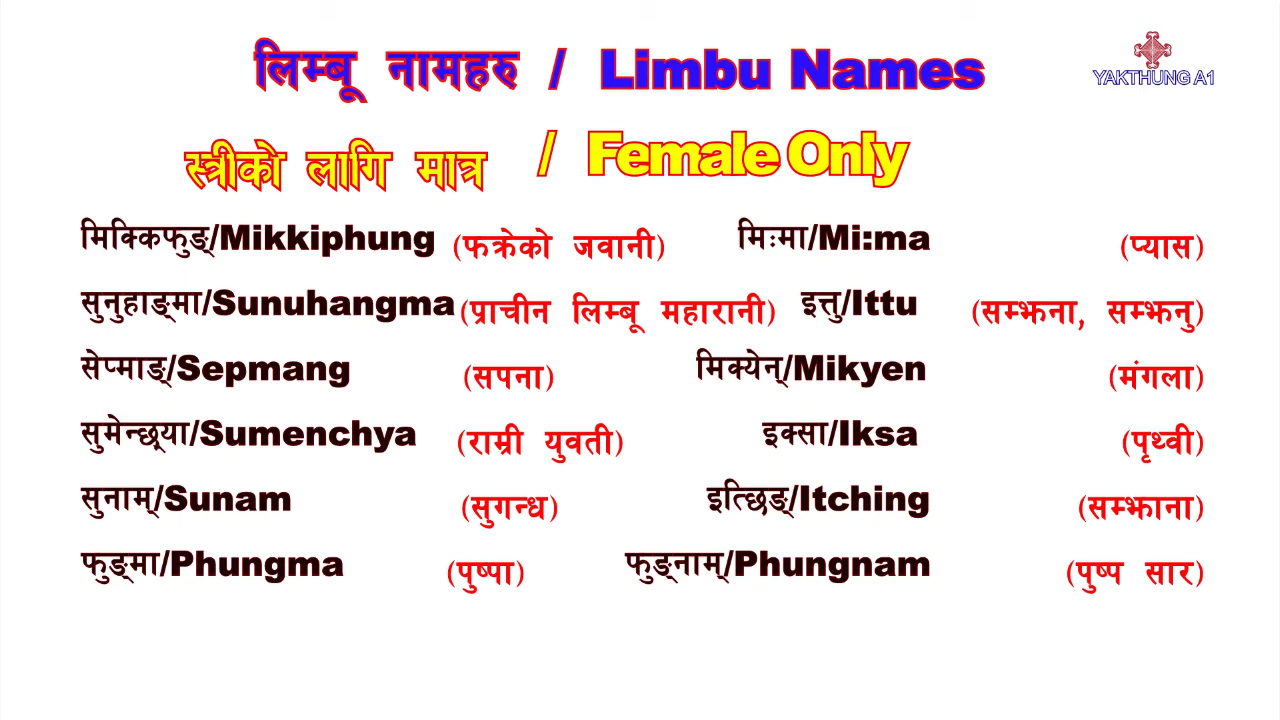 लिम्बू नामहरु / Limbu Names
YAKTHUNG A1
स्त्रीको लागि मात्र / Female Only
मिक्किफुङ्/Mikkiphung (फक्रेको जवानी) मिःमा/Mi:ma (प्यास)
सुनुहाङ्मा/Sunuhangma (प्राचीन लिम्बू महारानी) इत्तु/Ittu (सम्झना, सम्झनु)
सेप्माङ्/Sepmang (सपना) मिक्येन्/Mikyen (मंगला)
सुमेन्छ्या/Sumenchya (राम्री युवती) इक्सा/Iksa (पृथ्वी)
सुनाम्/Sunam (सुगन्ध) इत्छिङ्/Itching (सम्झाना)
फुङ्मा/Phungma (पुष्पा) फुङ्नाम्/Phungnam (पुष्प सार)